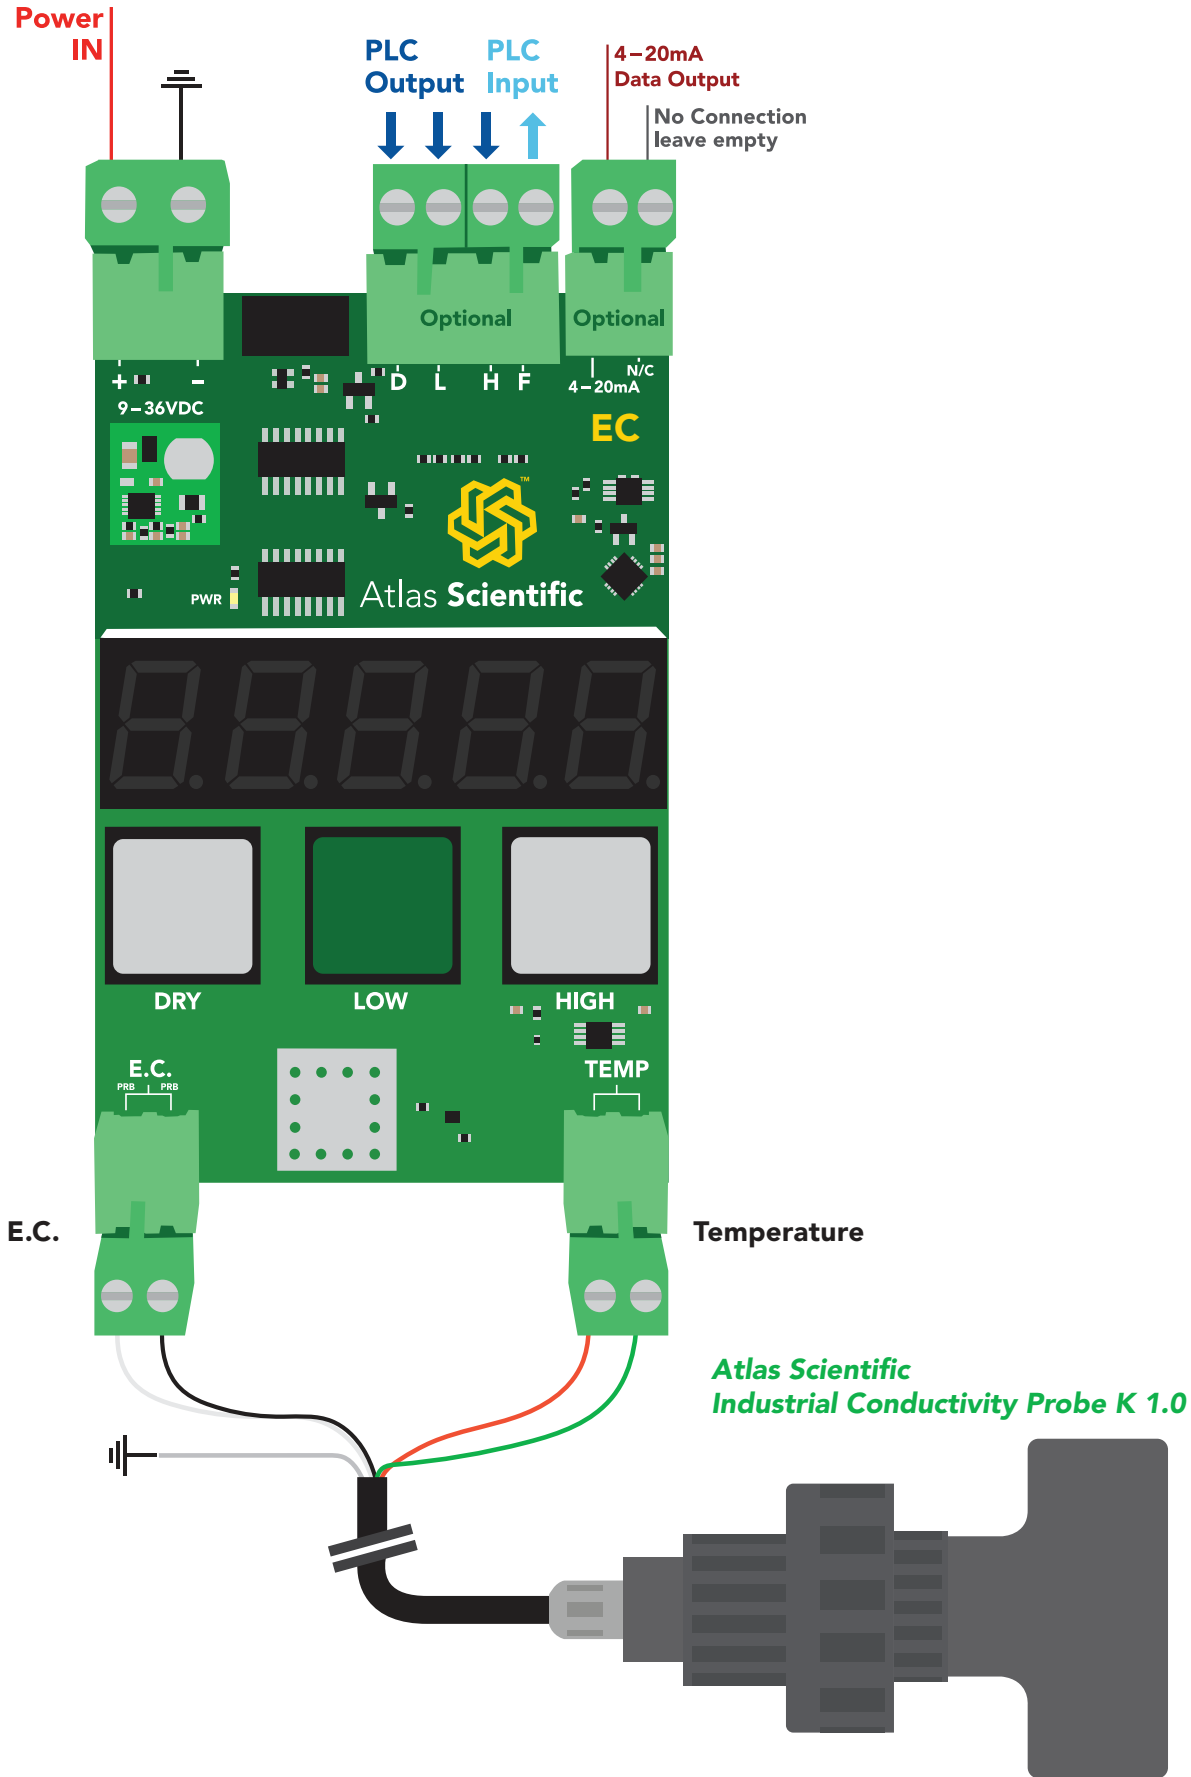 Power
IN
PLC
Output
PLC
Input
4–20mA
Data Output
No Connection
leave empty
Optional
Optional
+
–
D
L
H
F
N/C
4–20mA
9–36VDC
EC
TM
PWR
Atlas Scientific
DRY
LOW
HIGH
E.C.
PRB
PRB
TEMP
E.C.
Temperature
Atlas Scientific
Industrial Conductivity Probe K 1.0